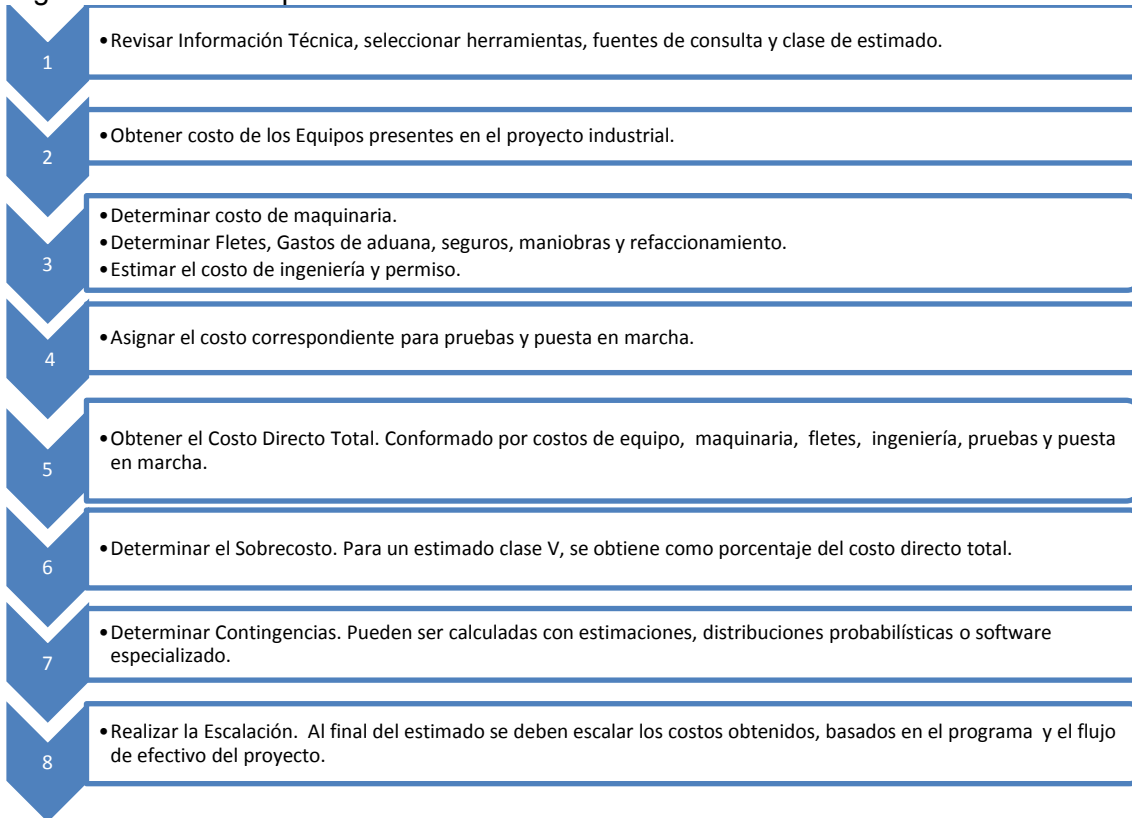 1
•Revisar Información Técnica, seleccionar herramientas, fuentes de consulta y clase de estimado.
2
•Obtener costo de los Equipos presentes en el proyecto industrial.
3
•Determinar costo de maquinaria.
•Determinar Fletes, Gastos de aduana, seguros, maniobras y refaccionamiento.
•Estimar el costo de ingeniería y permiso.
4
•Asignar el costo correspondiente para pruebas y puesta en marcha.
5
•Obtener el Costo Directo Total. Conformado por costos de equipo, maquinaria, fletes, ingeniería, pruebas y puesta
en marcha.
6
•Determinar el Sobrecosto. Para un estimado clase V, se obtiene como porcentaje del costo directo total.
7
•Determinar Contingencias. Pueden ser calculadas con estimaciones, distribuciones probabilísticas o software
especializado.
8
•Realizar la Escalación. Al final del estimado se deben escalar los costos obtenidos, basados en el programa y el flujo
de efectivo del proyecto.